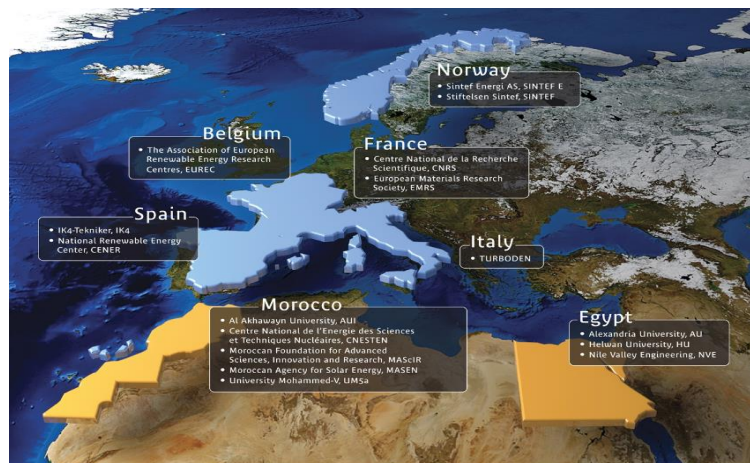 Norway
• Sintef Energi AS, SINTEF E
• Stiftelsen Sintef, SINTEF
Belgium
• The Association of European
Renewable Energy Research
Centres, EUREC
France
• Centre National de la Recherche
Scientifique, CNRS
• European Materials Research
Society, EMRS
Spain
• IK4-Tekniker, IK4
• National Renewable Energy
Center, CENER
Italy
• TURBODEN
Morocco
• Al Akhawayn University, AUI
• Centre National de l'Energie des Sciences
et Techniques Nucléaires, CNESTEN
• Moroccan Foundation for Advanced
Sciences, Innovation and Research, MAScIR
• Moroccan Agency for Solar Energy, MASEN
• University Mohammed-V, UM5a
Egypt
• Alexandria University, AU
• Helwan University, HU
• Nile Valley Engineering, NVE